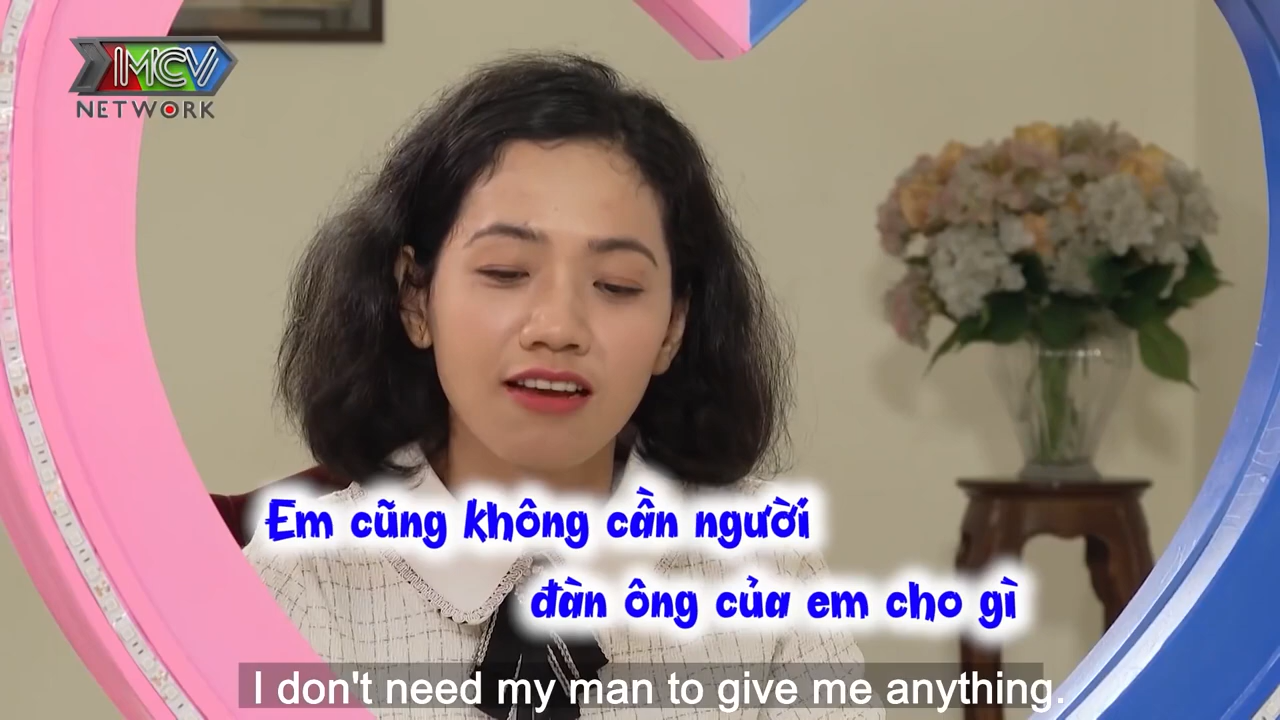 MCV
NETWORK
Em cũng không cần người
đàn ông của em cho gì
I don't need my man to give me anything.